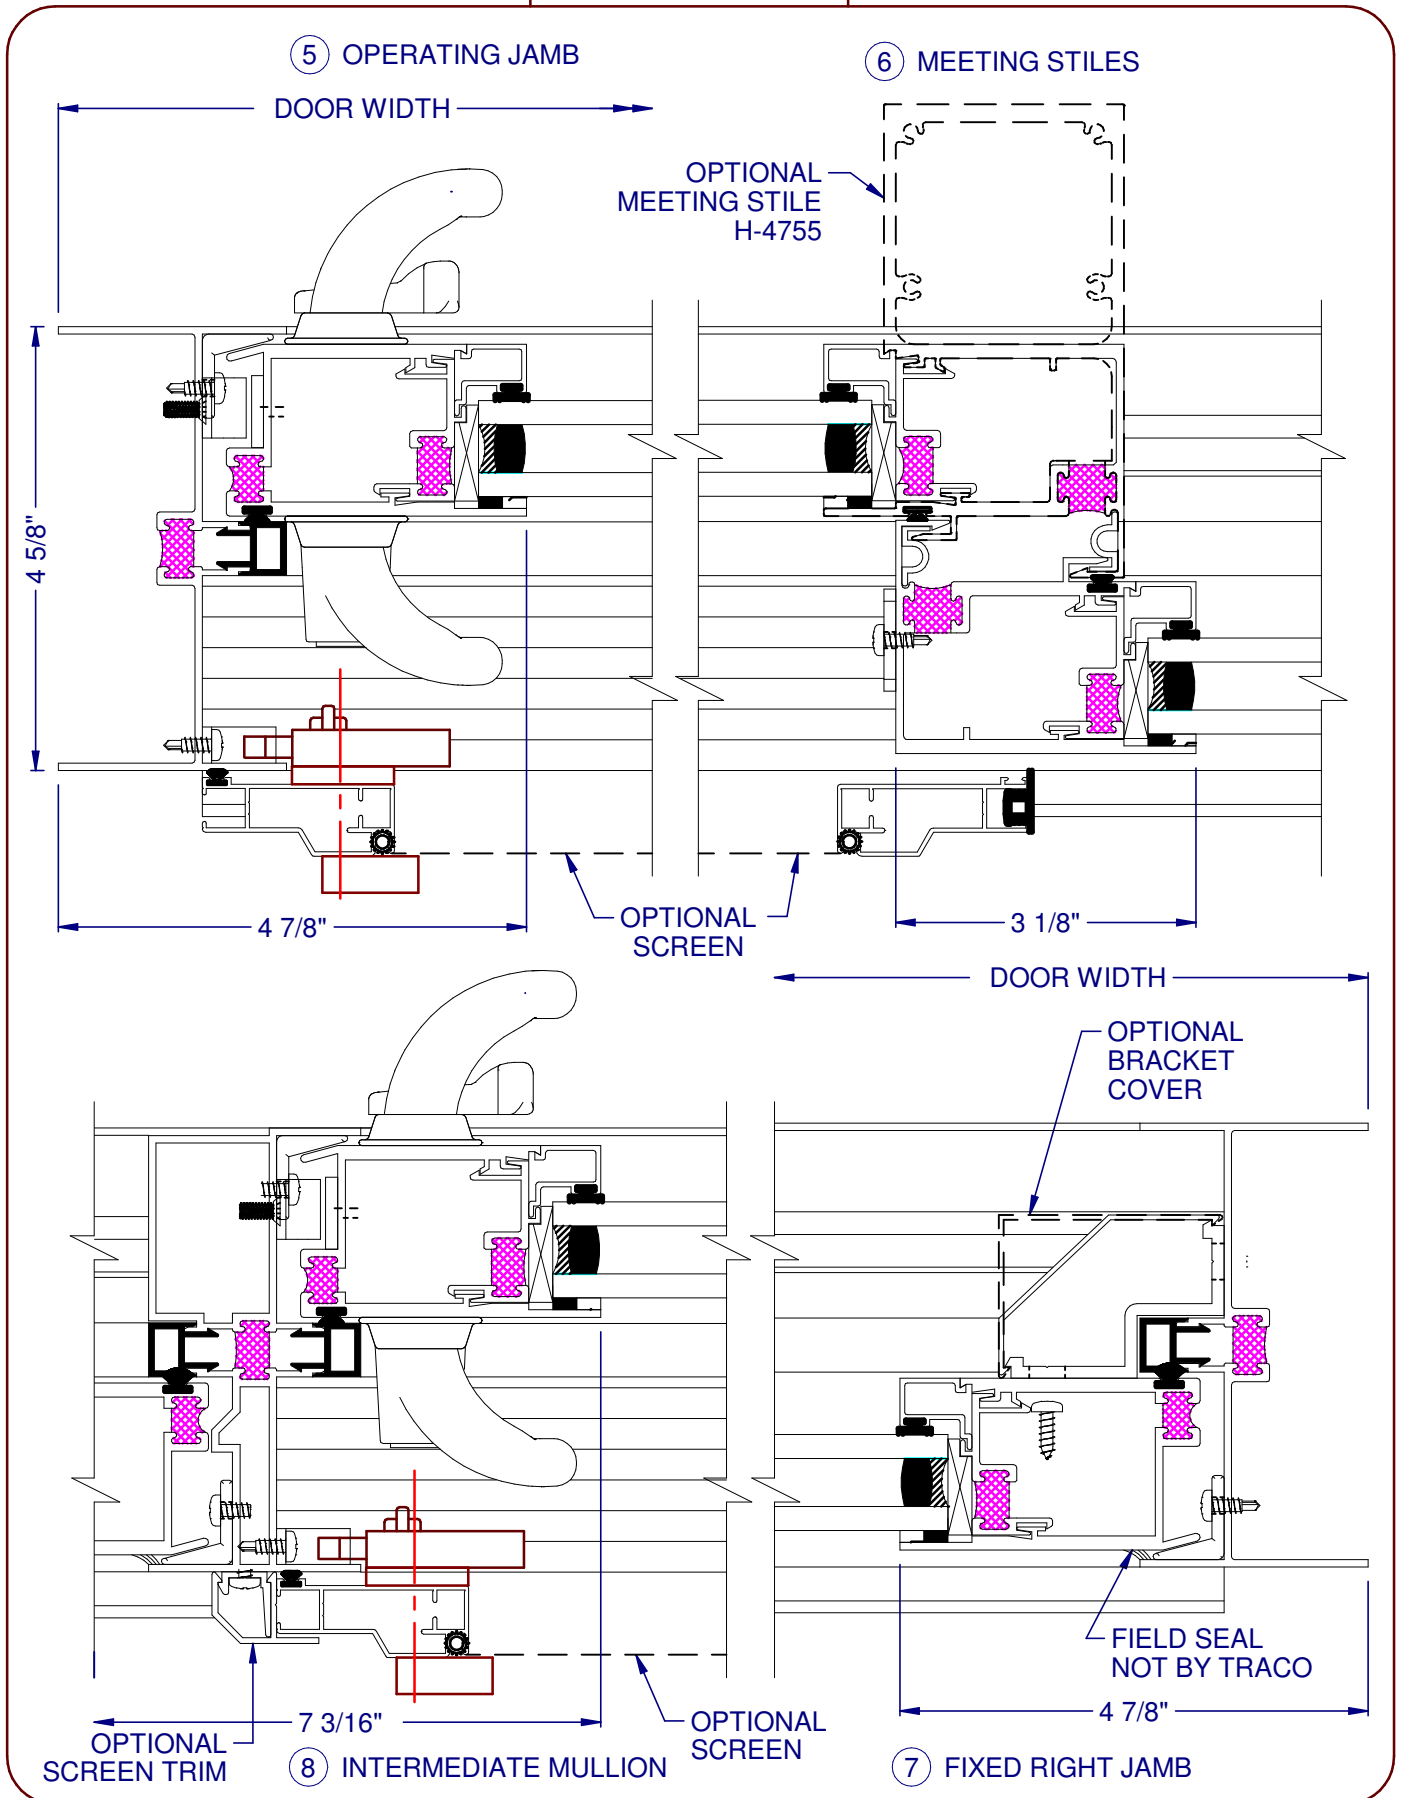 5 OPERATING JAMB
6 MEETING STILES
DOOR WIDTH
OPTIONAL
MEETING STILE
H-4755
4 5/8"
4 7/8"
OPTIONAL
SCREEN
3 1/8"
DOOR WIDTH
OPTIONAL
BRACKET
COVER
FIELD SEAL
NOT BY TRACO
4 7/8"
7 3/16"
OPTIONAL
SCREEN
OPTIONAL
SCREEN TRIM
8 INTERMEDIATE MULLION
7 FIXED RIGHT JAMB